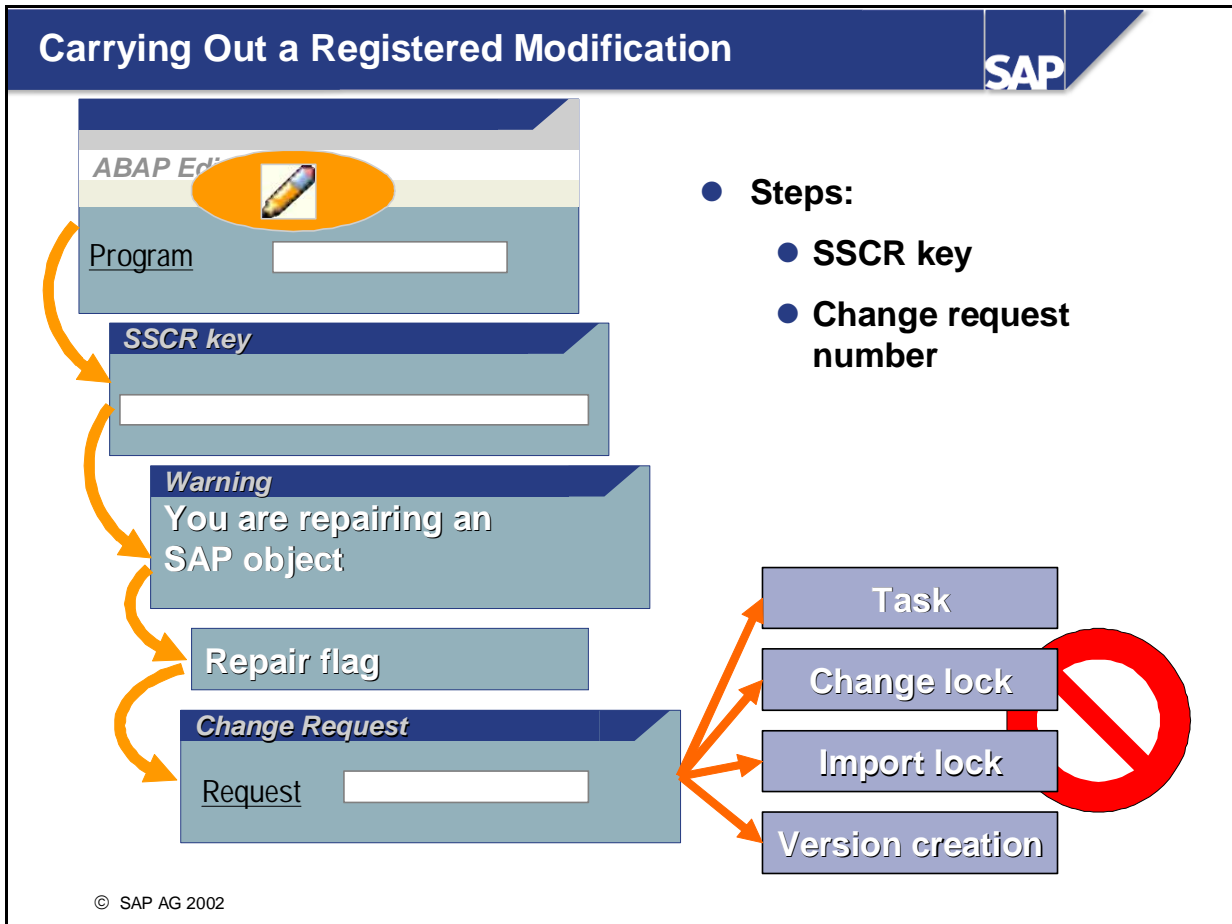 Carrying Out a Registered Modification
SAP
ABAP
Program
SSCR key
Warning
You are repairing an
SAP object
Repair flag
Change Request
Request
● Steps:
● SSCR key
● Change request
number
Task
Change lock
Import lock
Version creation
© SAP AG 2002